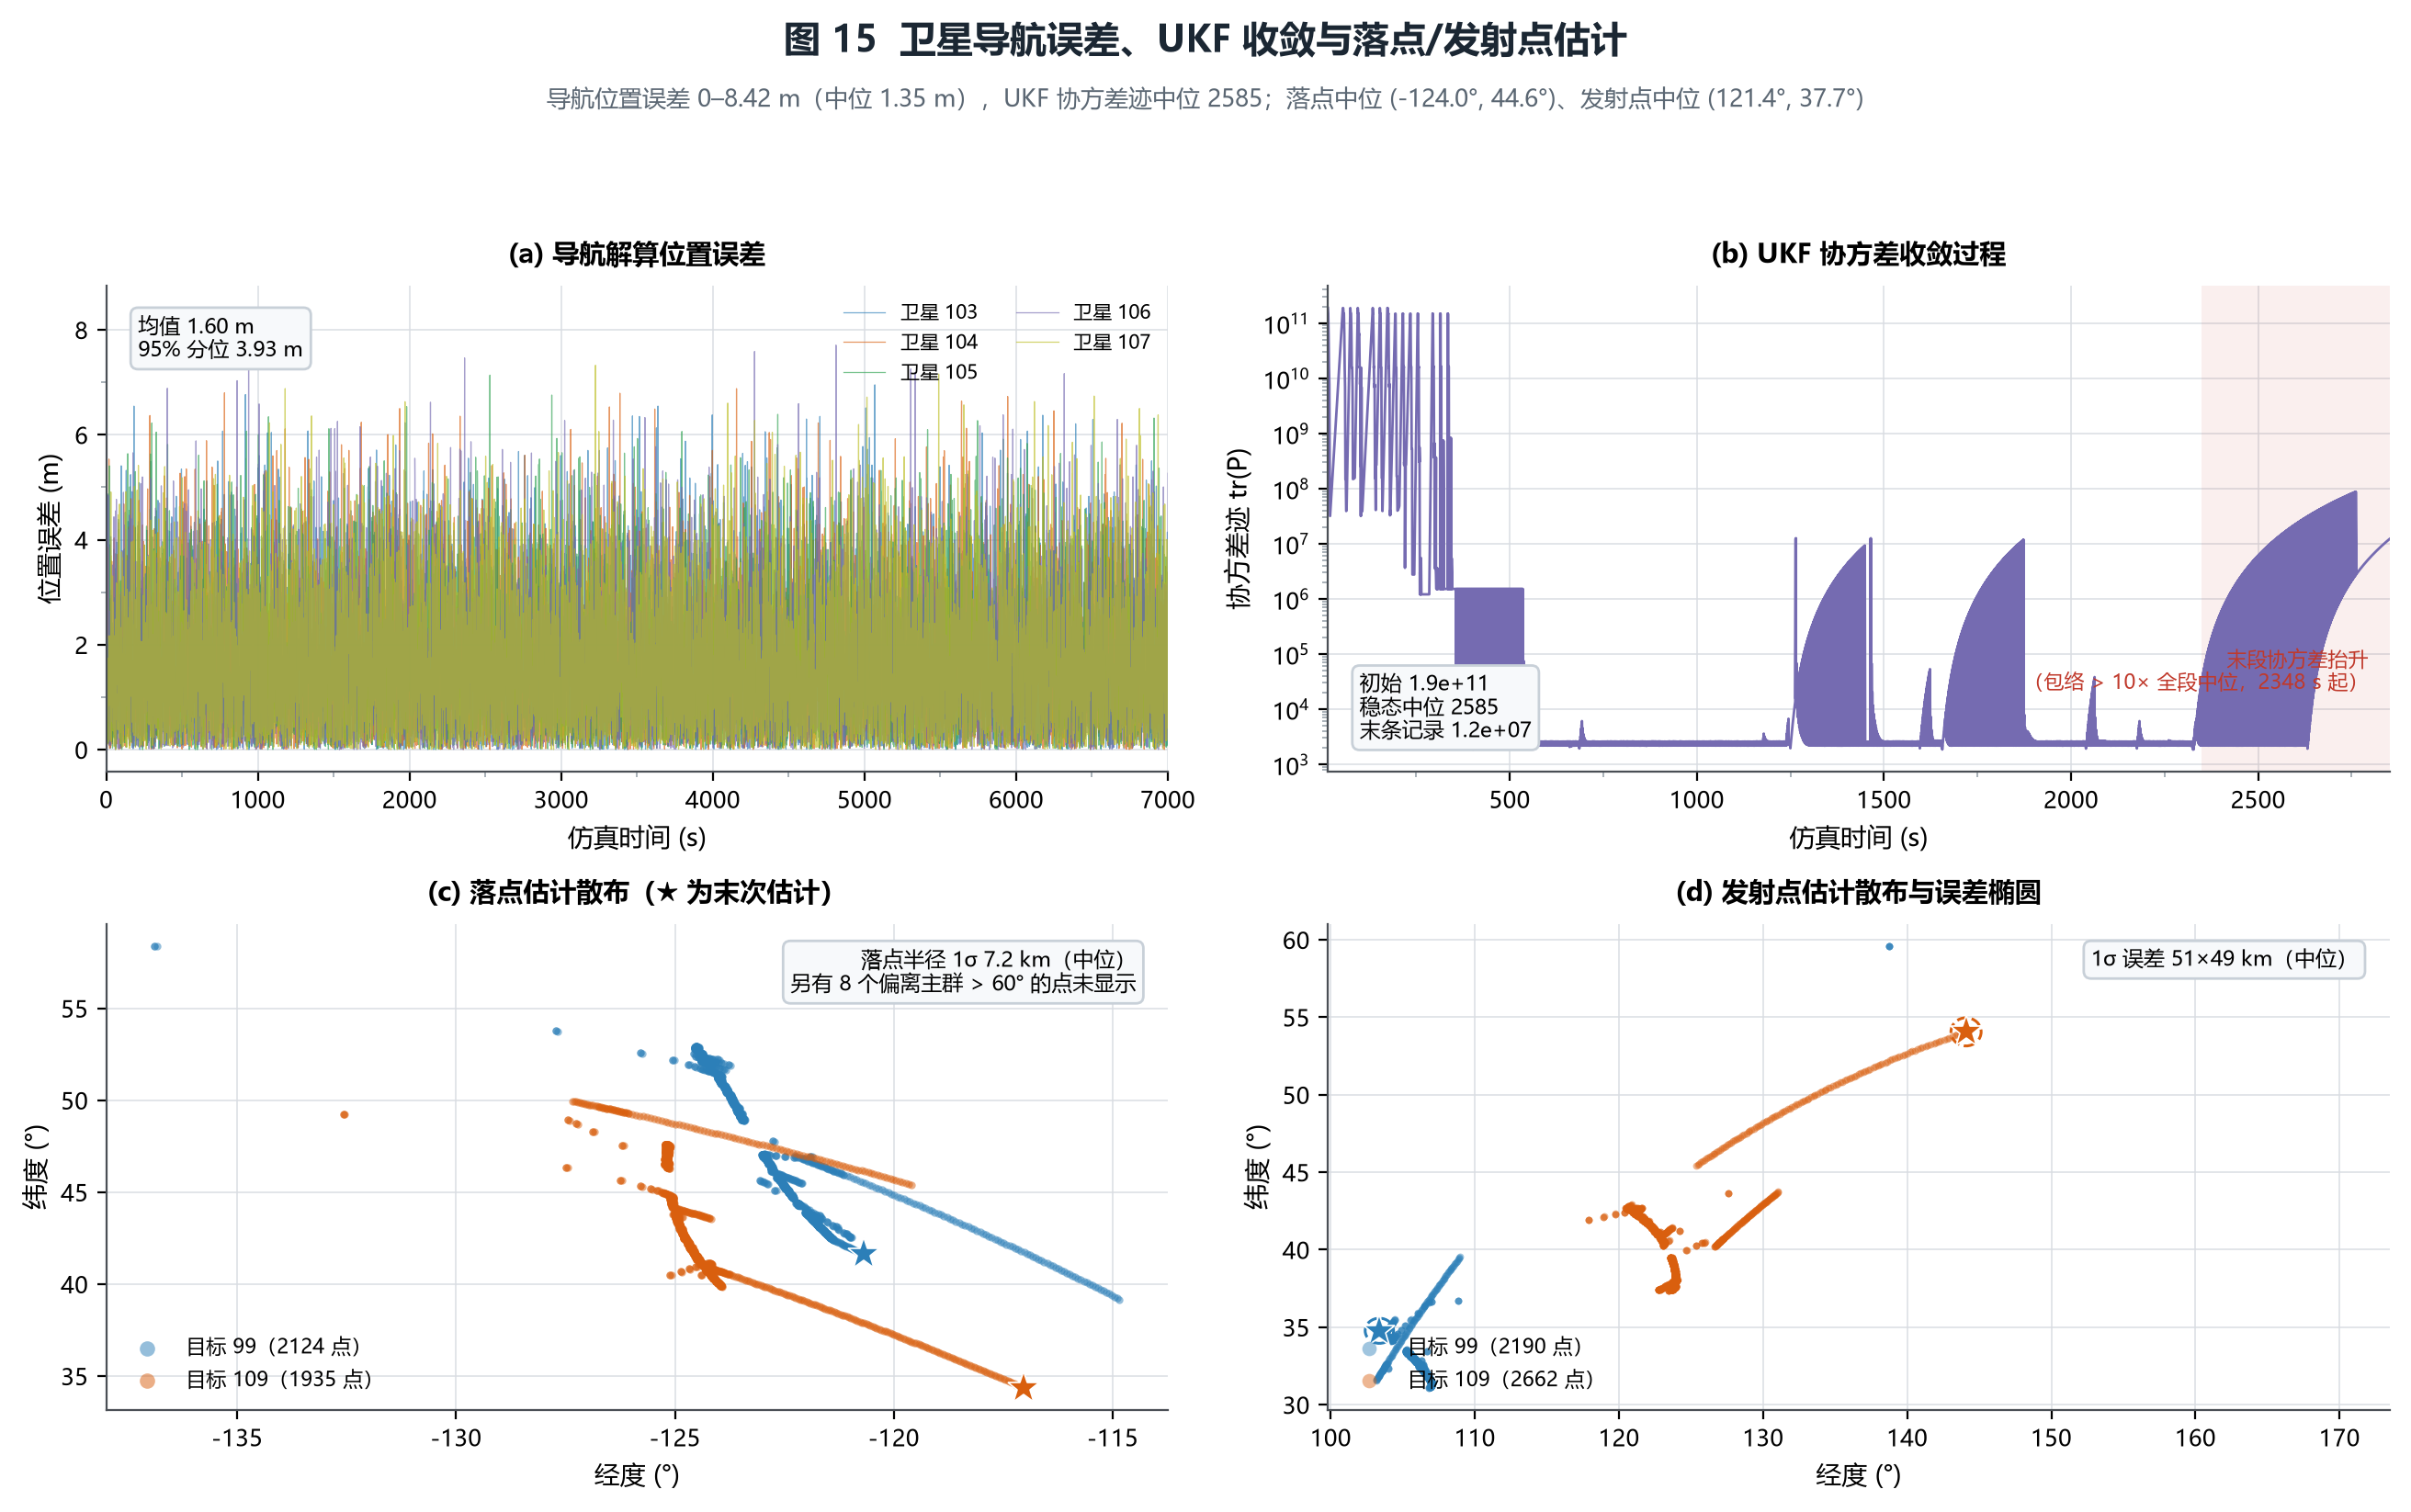 图 15 卫星导航误差、UKF 收敛与落点/发射点估计
导航位置误差 0–8.42 m（中位 1.35 m），UKF 协方差迹中位 2585；落点中位 (-124.0°, 44.6°)、发射点中位 (121.4°, 37.7°)
(a) 导航解算位置误差
均值 1.60 m
95% 分位 3.93 m
卫星 103
卫星 104
卫星 105
卫星 106
卫星 107
位置误差 (m)
8
6
4
2
0
0 1000 2000 3000 4000 5000 6000 7000
仿真时间 (s)
(b) UKF 协方差收敛过程
协方差迹 tr(P)
10¹¹
10¹⁰
10⁹
10⁸
10⁷
10⁶
10⁵
10⁴
10³
初始 1.9e+11
稳态中位 2585
末条记录 1.2e+07
末段协方差抬升
（包络 > 10× 全段中位，2348 s 起）
500 1000 1500 2000 2500
仿真时间 (s)
(c) 落点估计散布（★ 为末次估计）
落点半径 1σ 7.2 km（中位）
另有 8 个偏离主群 > 60° 的点未显示
纬度 (°)
55
50
45
40
35
目标 99（2124 点）
目标 109（1935 点）
-135 -130 -125 -120 -115
经度 (°)
(d) 发射点估计散布与误差椭圆
1σ 误差 51×49 km（中位）
纬度 (°)
60
55
50
45
40
35
30
目标 99（2190 点）
目标 109（2662 点）
100 110 120 130 140 150 160 170
经度 (°)